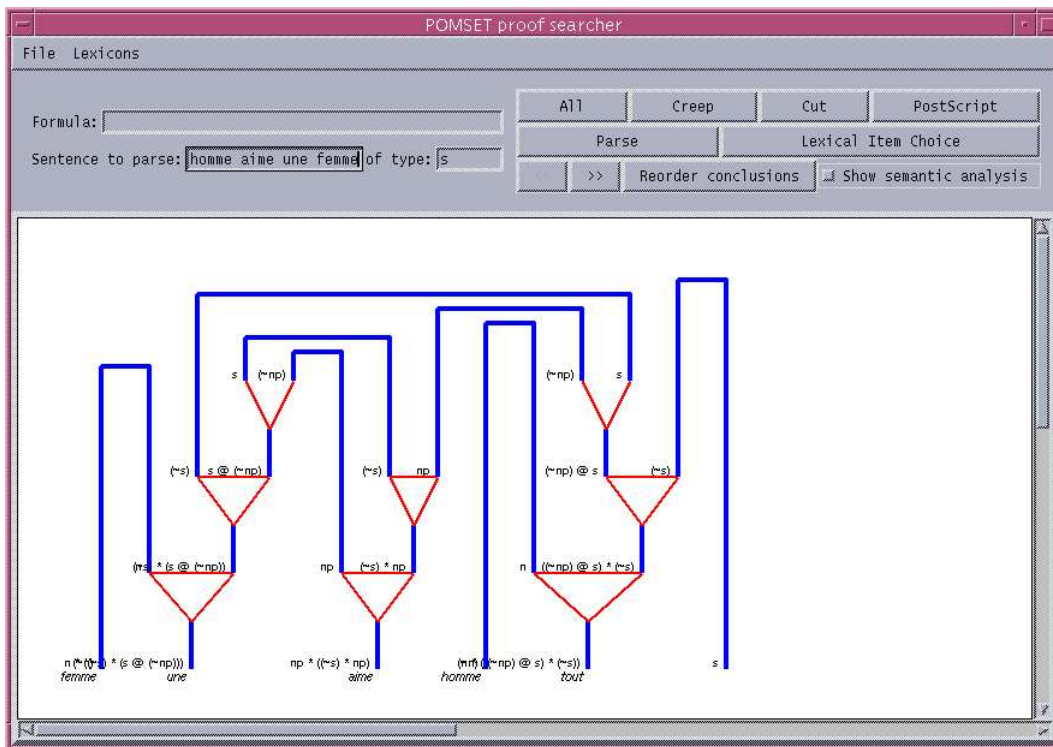 POMSET proof searcher
File Lexicons
All Creep Cut PostScript
Formula:
Parse Lexical Item Choice
Sentence to parse: homme aime une femme of type: s
<< >> Reorder conclusions Show semantic analysis
s (~np) (~np) s
(~s) s @ (~np) (~s) np (~np) @ s (~s)
* (s @ (~np)) np (~s) * np n ((~np) @ s) * (~s)
n * (s @ (~np))) np * ((~s) * np) @ s) * (~s)) s
femme une aime homme tout